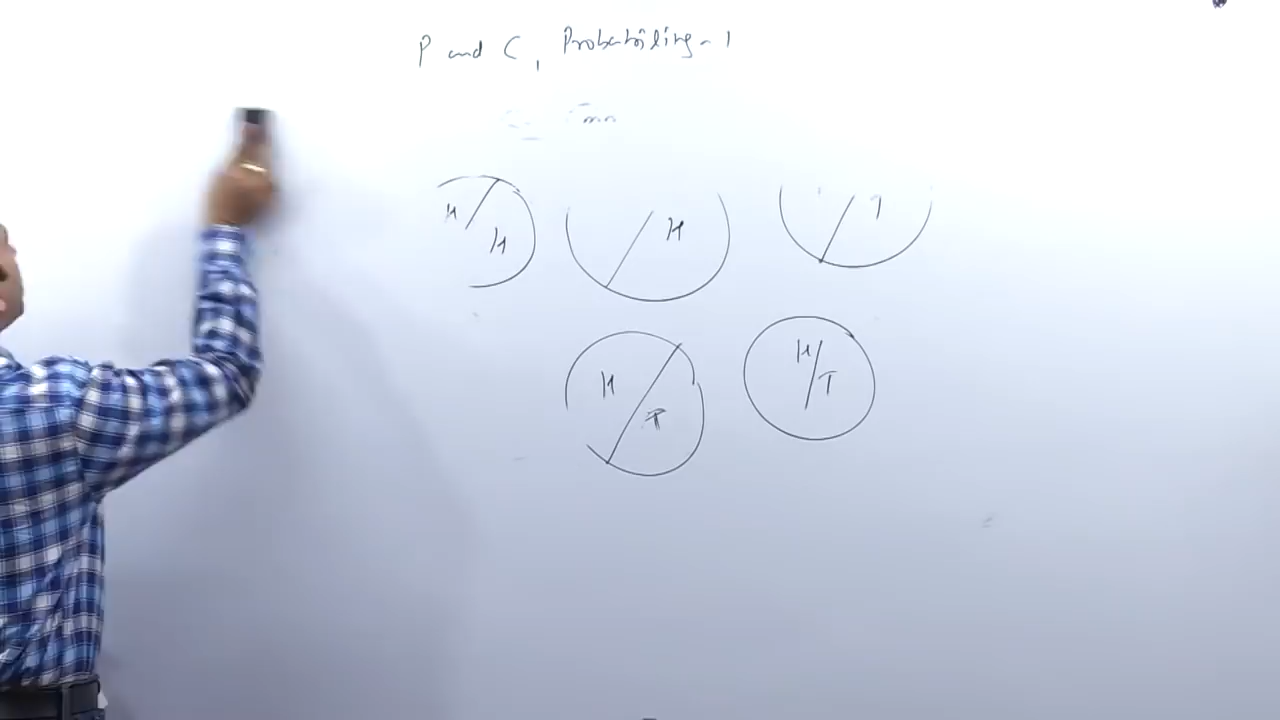 P and C, Probability - 1
H H
H
T
H T
H/T